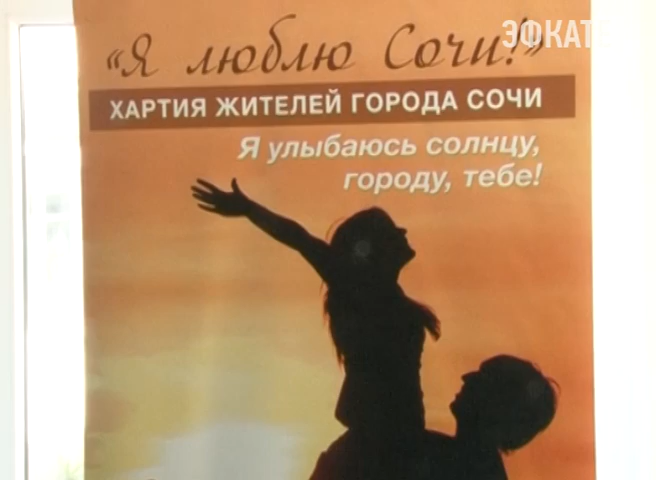 ЭФКАТ
«Я люблю Сочи!»
ХАРТИЯ ЖИТЕЛЕЙ ГОРОДА СОЧИ
Я улыбаюсь солнцу,
городу, тебе!